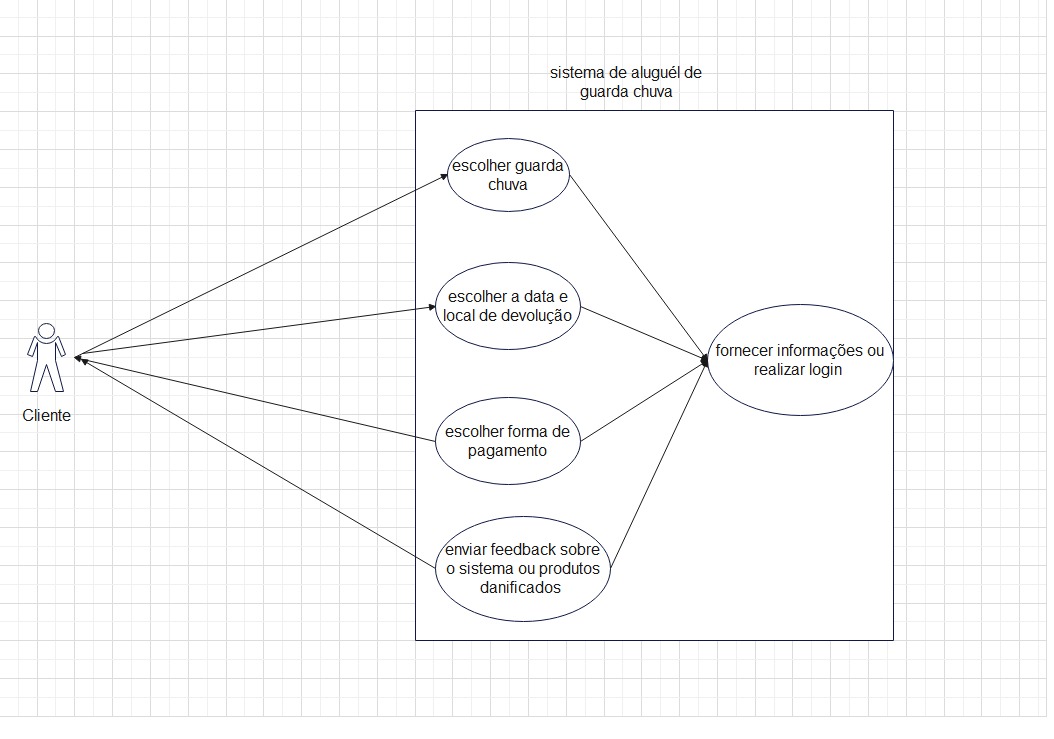 sistema de aluguél de
guarda chuva
escolher guarda
chuva
escolher a data e
local de devolução
fornecer informações ou
realizar login
Cliente
escolher forma de
pagamento
enviar feedback sobre
o sistema ou produtos
danificados